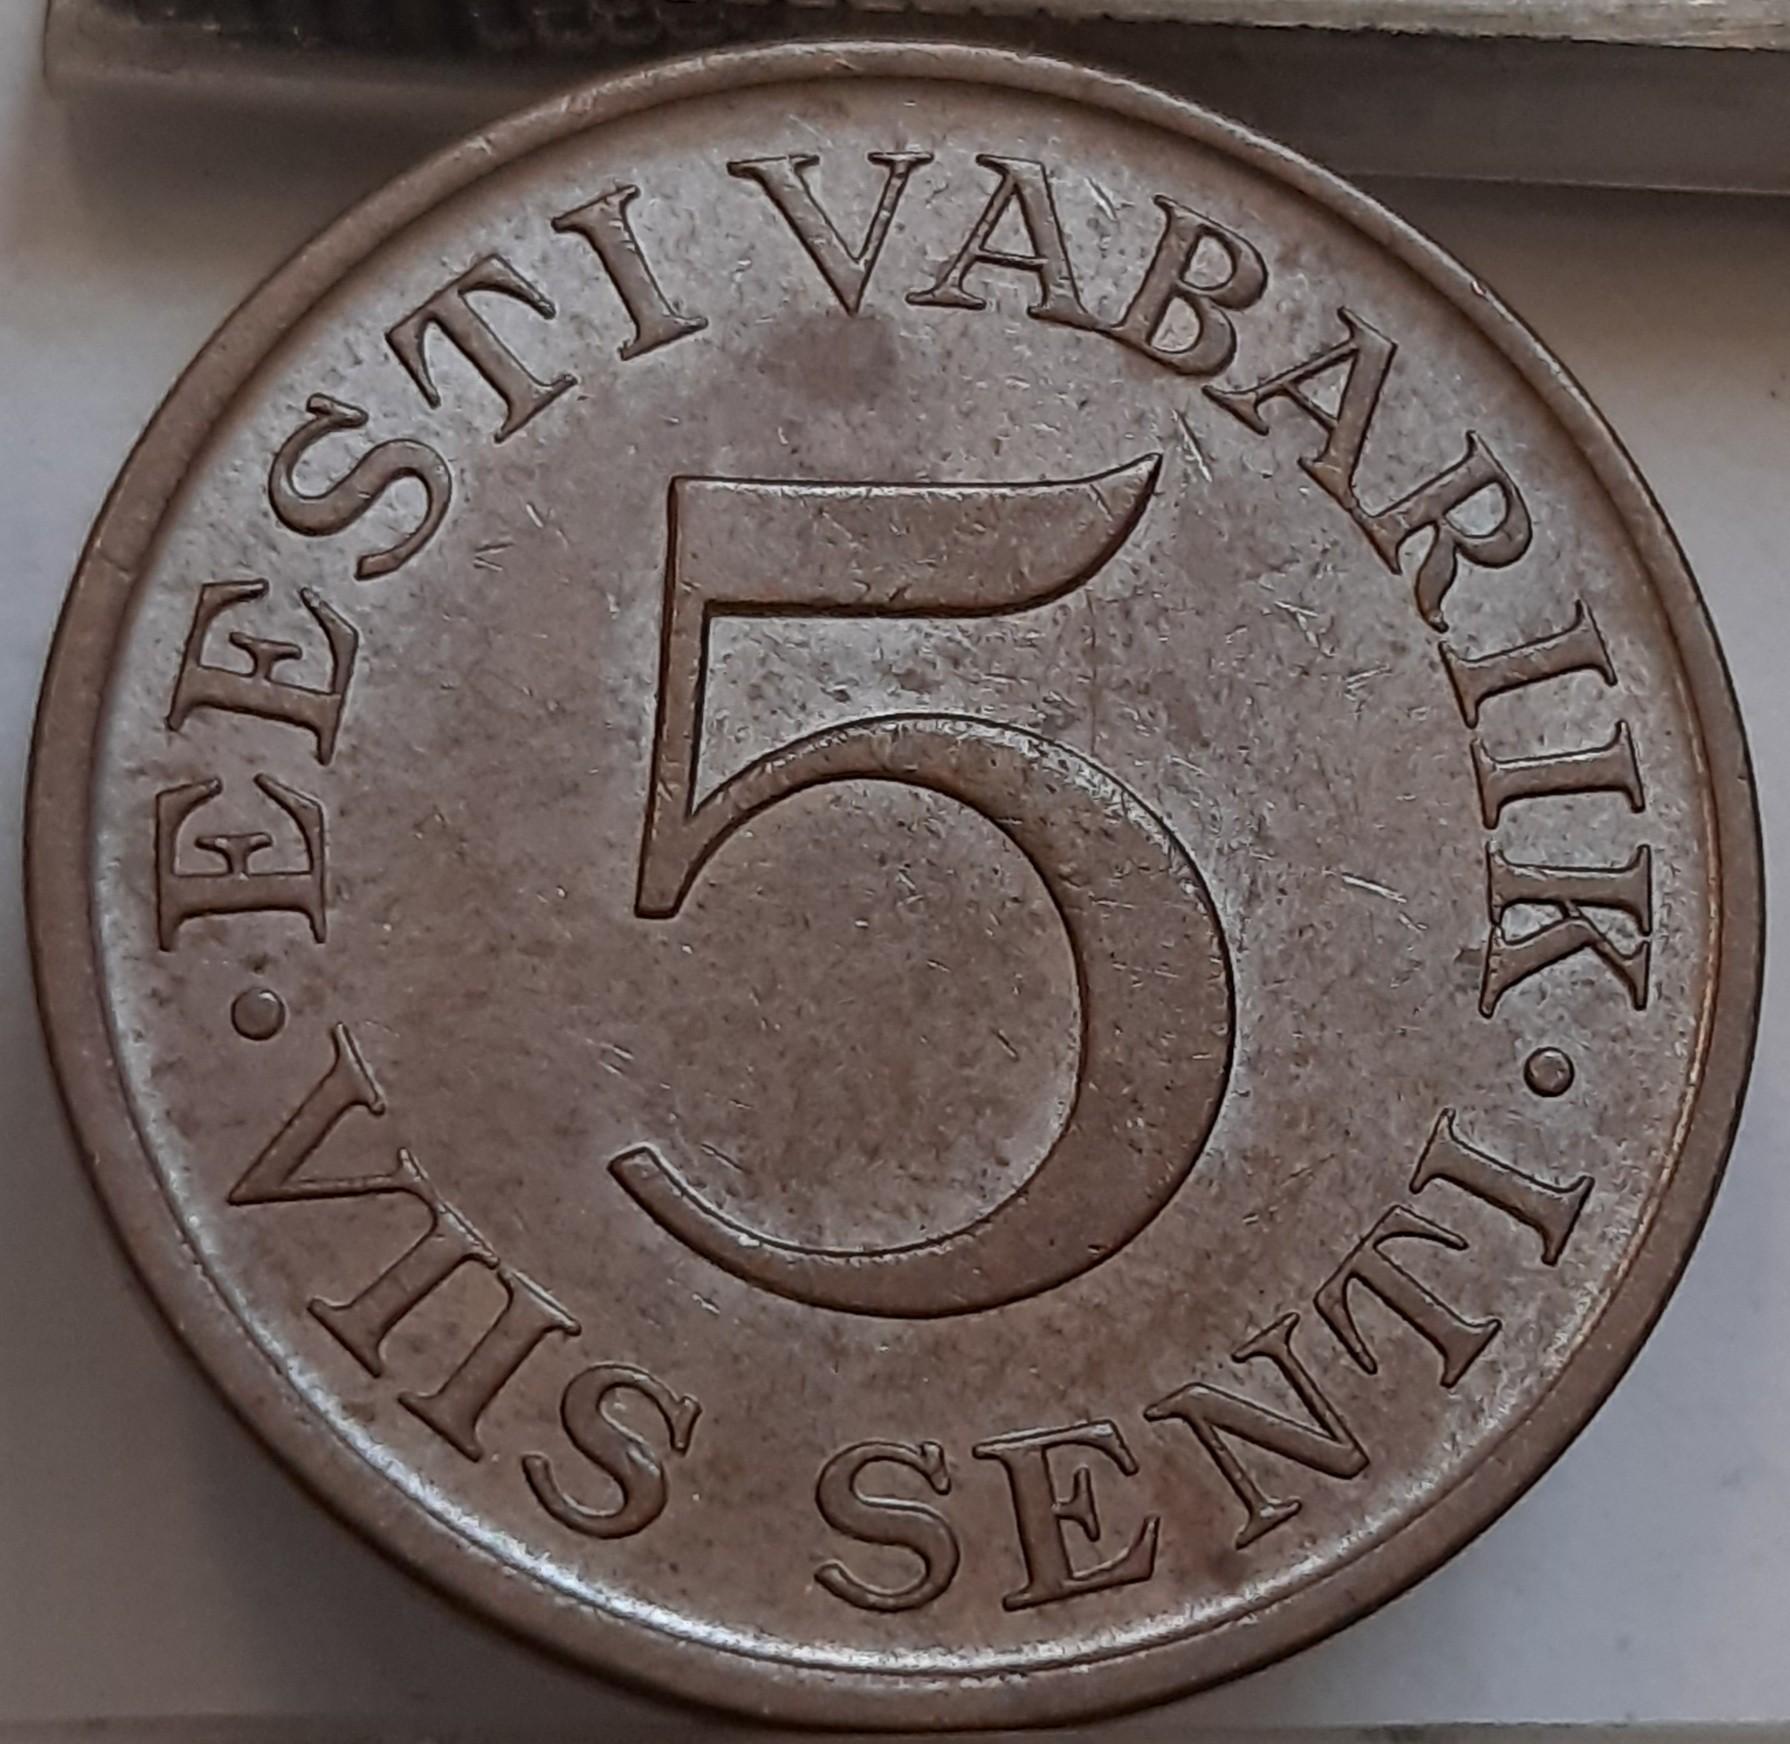 EESTI VABARIIK
5
· VIIS SENTI ·